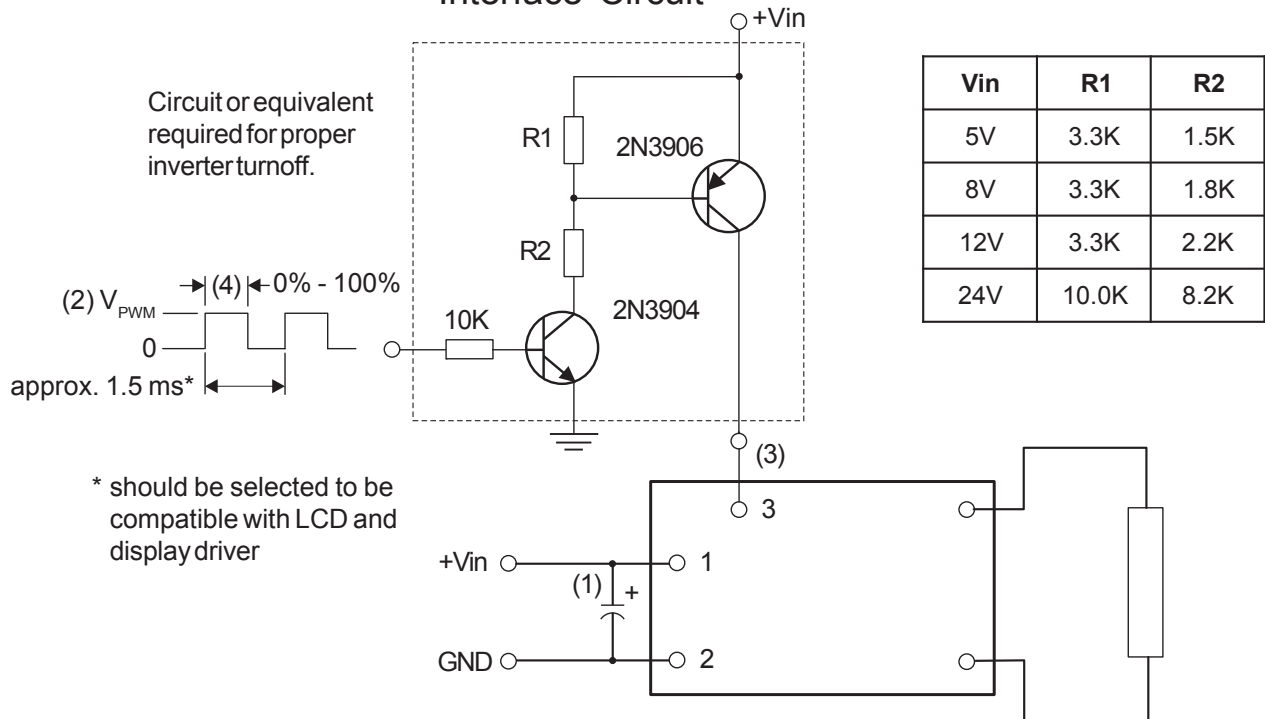 Interface Circuit
+Vin
Circuit or equivalent
required for proper
inverter turnoff.
R1
2N3906
R2
(4) 0% - 100%
(2) VPWM
0
10K
2N3904
approx. 1.5 ms*
(3)
* should be selected to be
compatible with LCD and
display driver
3
+Vin
1
(1)
+
GND
2
Vin R1 R2
5V 3.3K 1.5K
8V 3.3K 1.8K
12V 3.3K 2.2K
24V 10.0K 8.2K